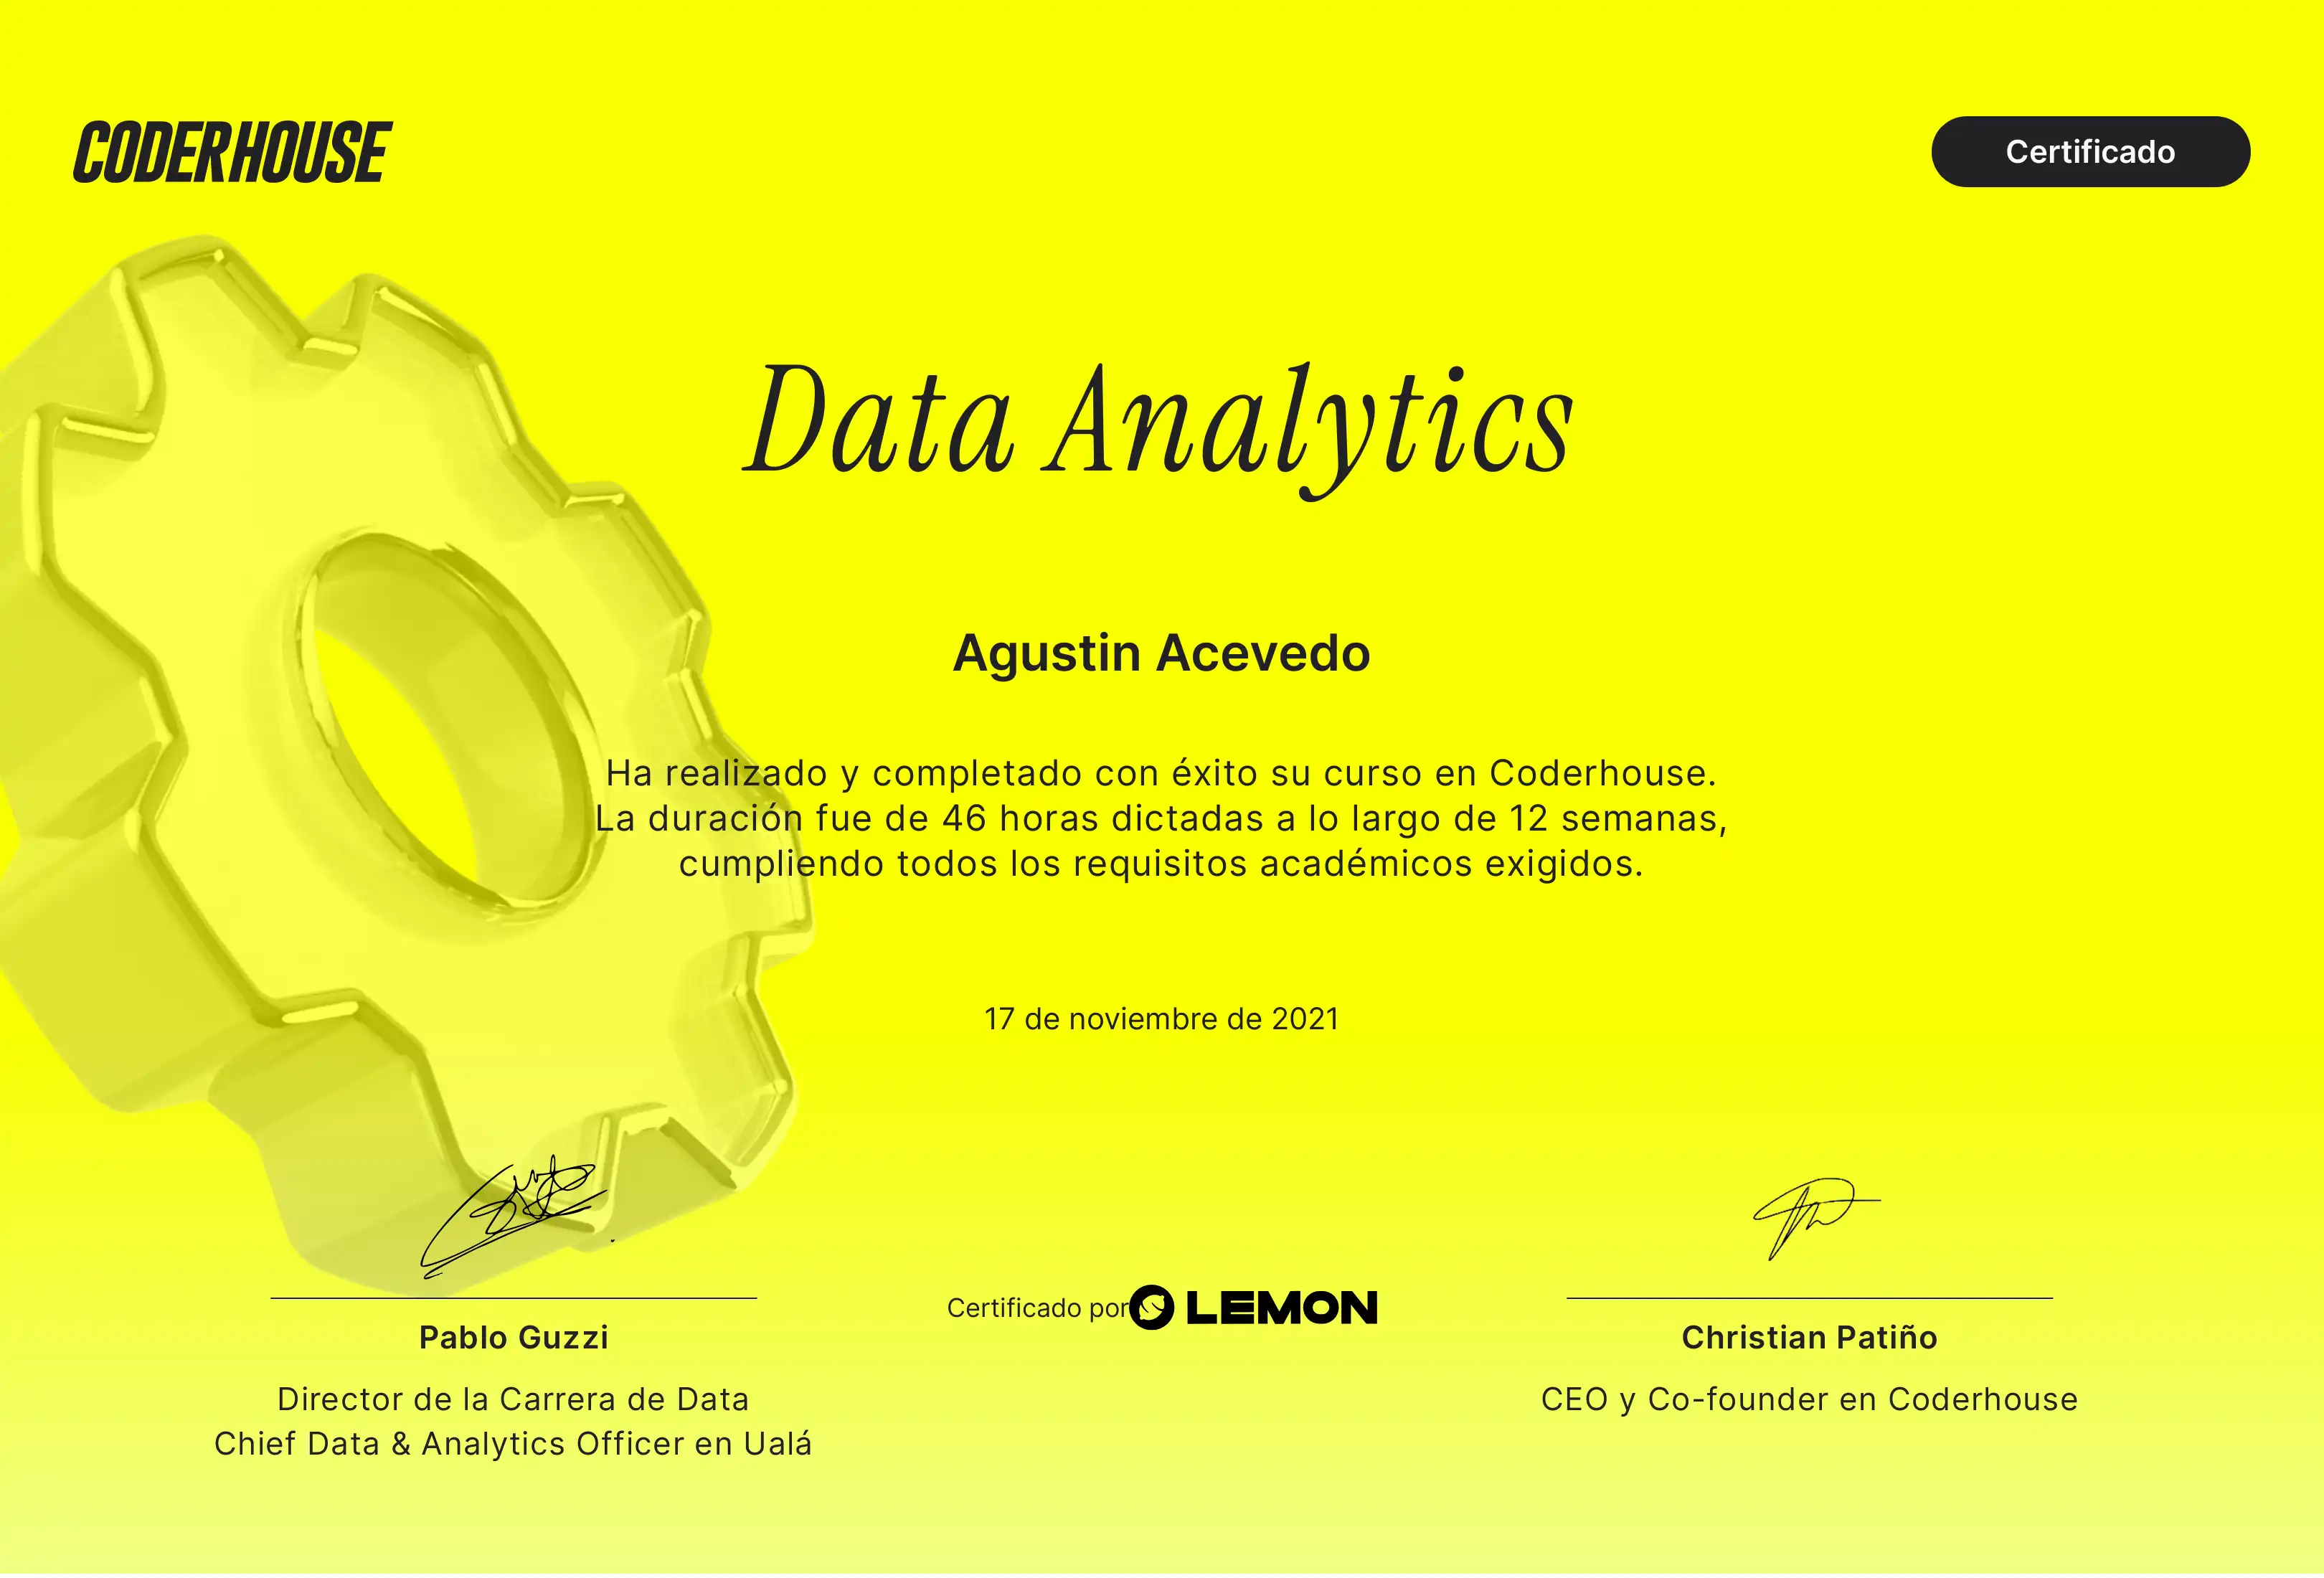 CODERHOUSE
Certificado
Data Analytics
Agustin Acevedo
Ha realizado y completado con éxito su curso en Coderhouse.
La duración fue de 46 horas dictadas a lo largo de 12 semanas,
cumpliendo todos los requisitos académicos exigidos.
17 de noviembre de 2021
Certificado por LEMON
Pablo Guzzi
Director de la Carrera de Data
Chief Data & Analytics Officer en Ualá
Christian Patiño
CEO y Co-founder en Coderhouse